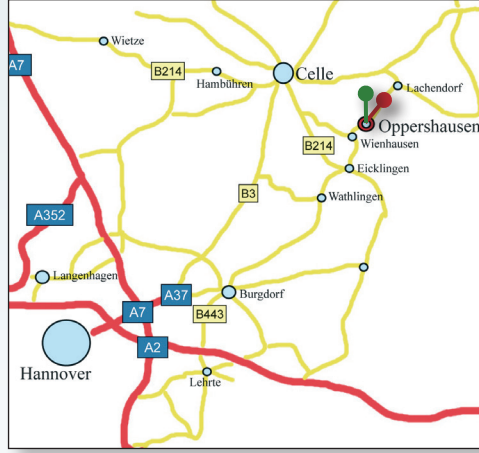 Wietze
A7
B214
Hambühren
Celle
Lachendorf
Oppershausen
B214
Wienhausen
Eicklingen
B3
Wathlingen
A352
Langenhagen
A37
Burgdorf
A7
B443
A2
Hannover
Lehrte